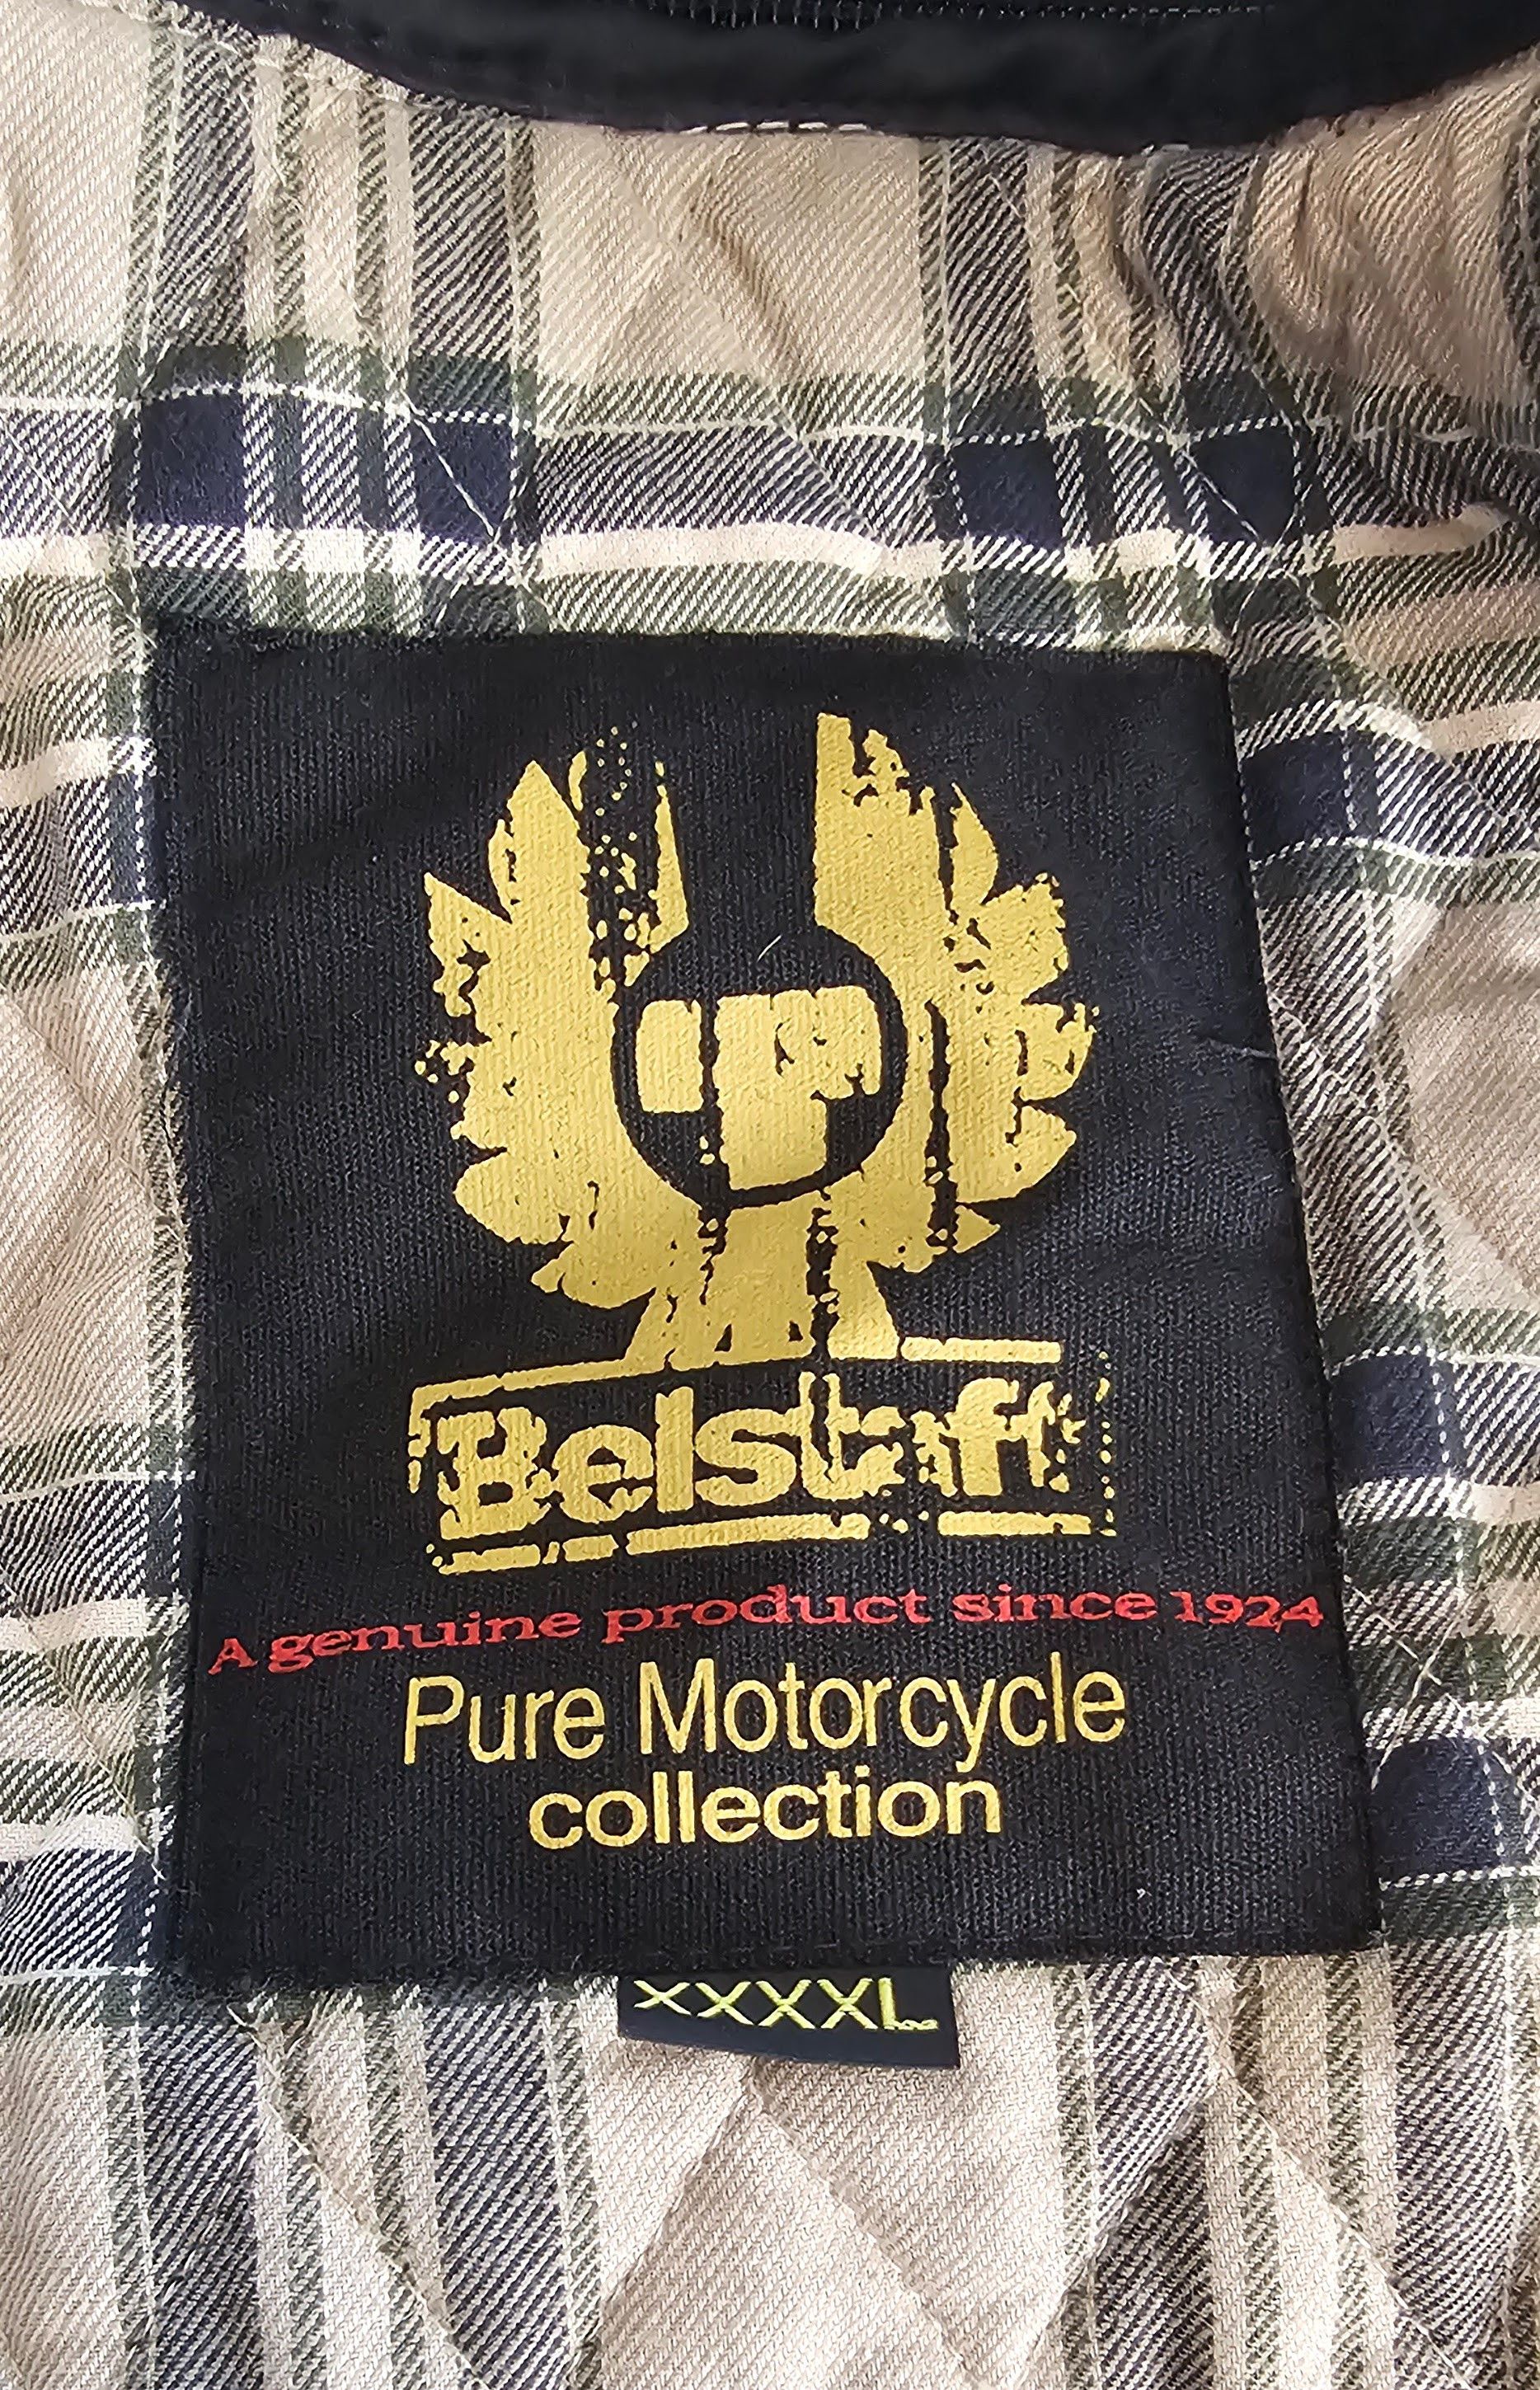 Belstaff
A genuine product since 1924
Pure Motorcycle
collection
XXXXL